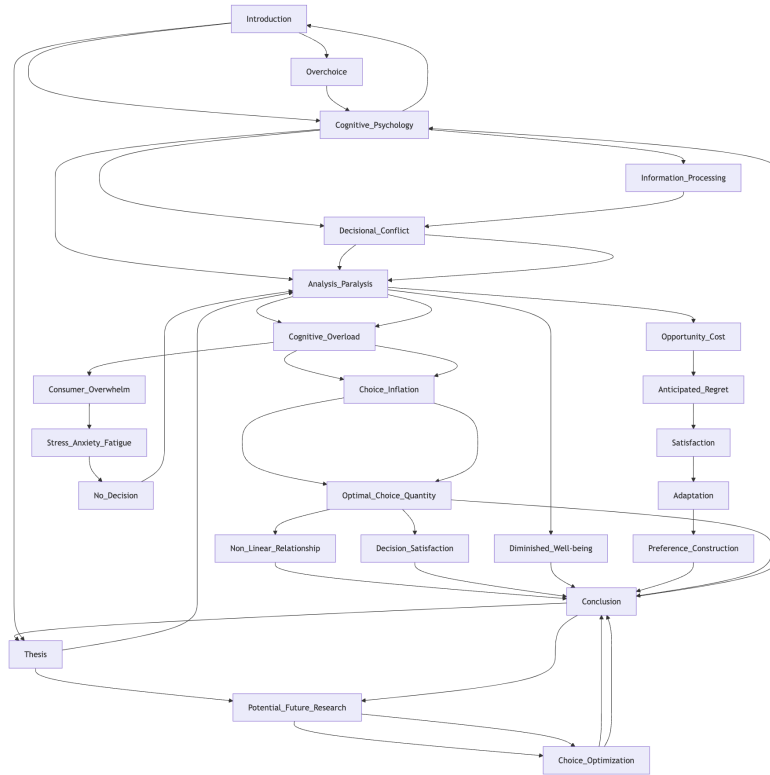 Introduction
Overchoice
Cognitive_Psychology
Information_Processing
Decisional_Conflict
Analysis_Paralysis
Cognitive_Overload
Opportunity_Cost
Consumer_Overwhelm
Choice_Inflation
Anticipated_Regret
Stress_Anxiety_Fatigue
Satisfaction
No_Decision
Optimal_Choice_Quantity
Adaptation
Non_Linear_Relationship
Decision_Satisfaction
Diminished_Well-being
Preference_Construction
Conclusion
Thesis
Potential_Future_Research
Choice_Optimization